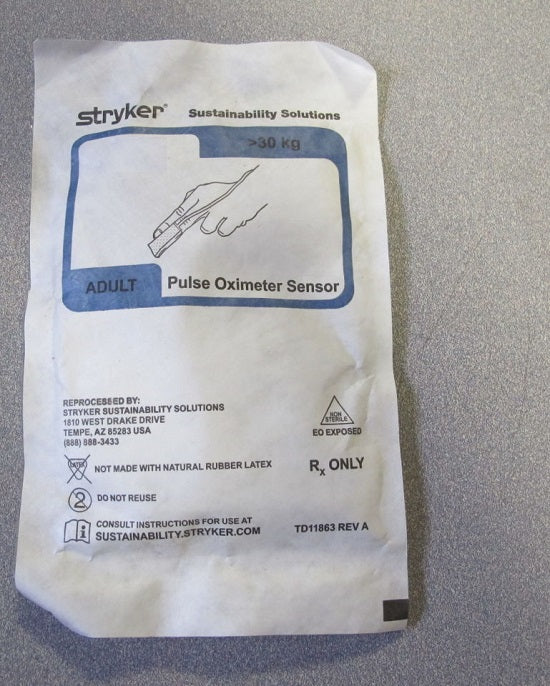 stryker® Sustainability Solutions
>30 kg
ADULT Pulse Oximeter Sensor
REPROCESSED BY:
STRYKER SUSTAINABILITY SOLUTIONS
1810 WEST DRAKE DRIVE
TEMPE, AZ 85283 USA
(888) 888-3433
NON
STERILE
EO EXPOSED
LATEX
NOT MADE WITH NATURAL RUBBER LATEX
Rx ONLY
2
DO NOT REUSE
i
CONSULT INSTRUCTIONS FOR USE AT
SUSTAINABILITY.STRYKER.COM
TD11863 REV A